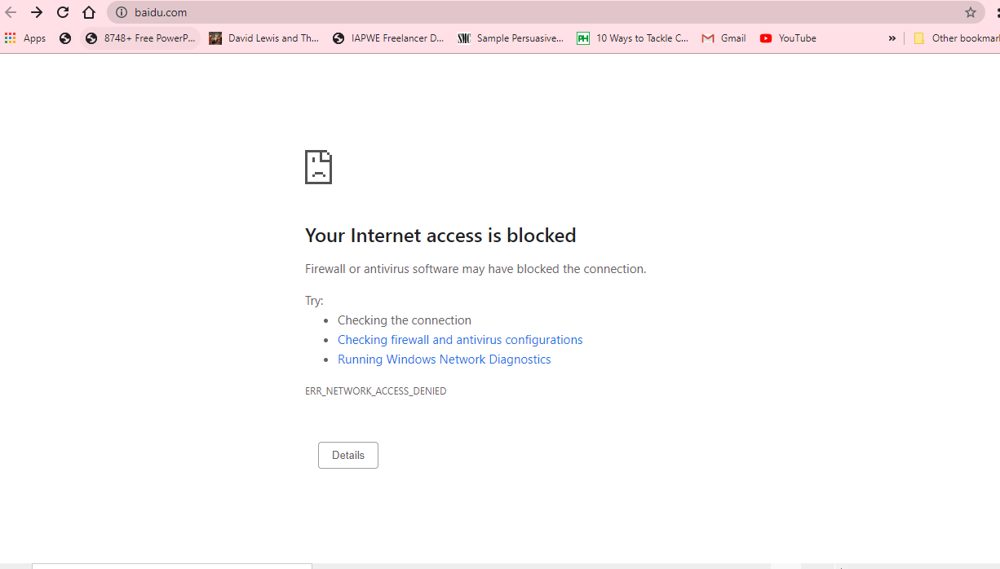 baidu.com
Apps 8748+ Free PowerP... David Lewis and Th... IAPWE Freelancer D... SMC Sample Persuasive... PH 10 Ways to Tackle C... Gmail YouTube » Other bookmar
Your Internet access is blocked
Firewall or antivirus software may have blocked the connection.
Try:
• Checking the connection
• Checking firewall and antivirus configurations
• Running Windows Network Diagnostics
ERR_NETWORK_ACCESS_DENIED
Details